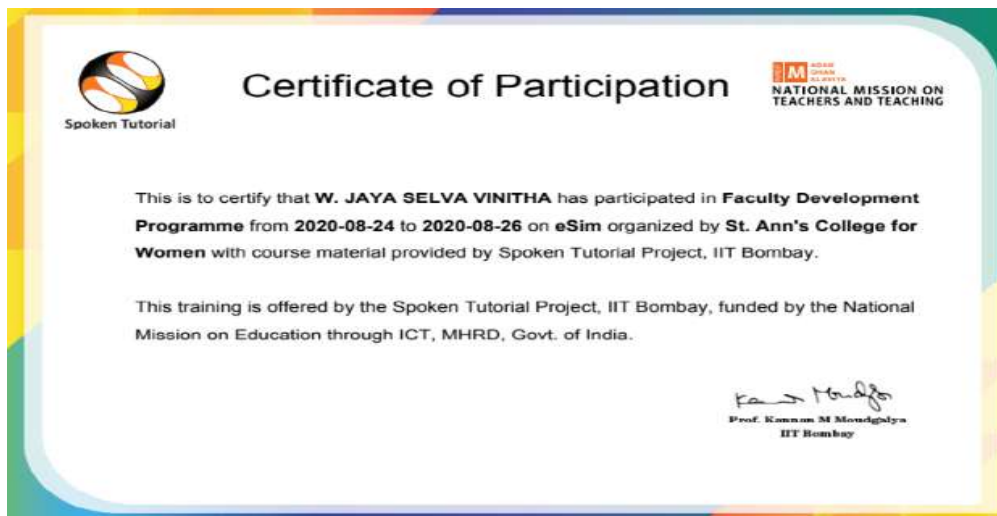 Spoken Tutorial
Certificate of Participation
M
NATIONAL MISSION ON
TEACHERS AND TEACHING
This is to certify that W. JAYA SELVA VINITHA has participated in Faculty Development
Programme from 2020-08-24 to 2020-08-26 on eSim organized by St. Ann's College for
Women with course material provided by Spoken Tutorial Project, IIT Bombay.
This training is offered by the Spoken Tutorial Project, IIT Bombay, funded by the National
Mission on Education through ICT, MHRD, Govt. of India.
Prof. Kannan M Moudgalya
IIT Bombay